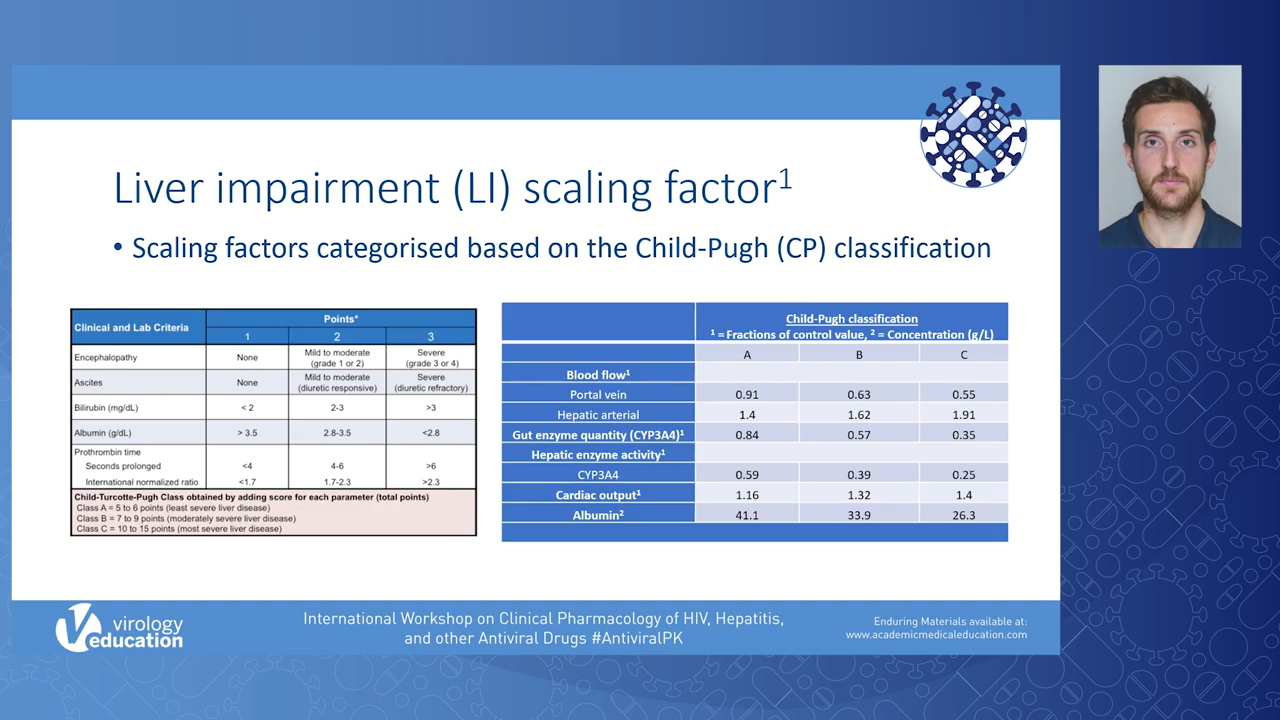 Liver impairment (LI) scaling factor1
• Scaling factors categorised based on the Child-Pugh (CP) classification
Clinical and Lab Criteria
Points*
1 2 3
Encephalopathy None Mild to moderate (grade 1 or 2) Severe (grade 3 or 4)
Ascites None Mild to moderate (diuretic responsive) Severe (diuretic refractory)
Bilirubin (mg/dL) < 2 2-3 >3
Albumin (g/dL) > 3.5 2.8-3.5 <2.8
Prothrombin time
Seconds prolonged <4 4-6 >6
International normalized ratio <1.7 1.7-2.3 >2.3
Child-Turcotte-Pugh Class obtained by adding score for each parameter (total points)
Class A = 5 to 6 points (least severe liver disease)
Class B = 7 to 9 points (moderately severe liver disease)
Class C = 10 to 15 points (most severe liver disease)
Child-Pugh classification
1 = Fractions of control value, 2 = Concentration (g/L)
A B C
Blood flow1
Portal vein 0.91 0.63 0.55
Hepatic arterial 1.4 1.62 1.91
Gut enzyme quantity (CYP3A4)1 0.84 0.57 0.35
Hepatic enzyme activity1
CYP3A4 0.59 0.39 0.25
Cardiac output1 1.16 1.32 1.4
Albumin2 41.1 33.9 26.3
virology
education
International Workshop on Clinical Pharmacology of HIV, Hepatitis,
and other Antiviral Drugs #AntiviralPK
Enduring Materials available at:
www.academicmedicaleducation.com